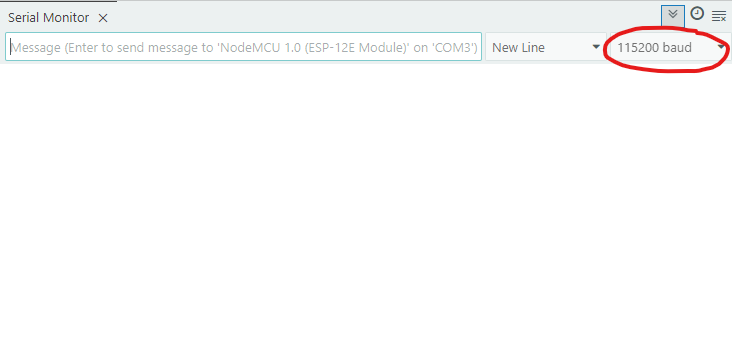 Serial Monitor
Message (Enter to send message to 'NodeMCU 1.0 (ESP-12E Module)' on 'COM3') New Line 115200 baud